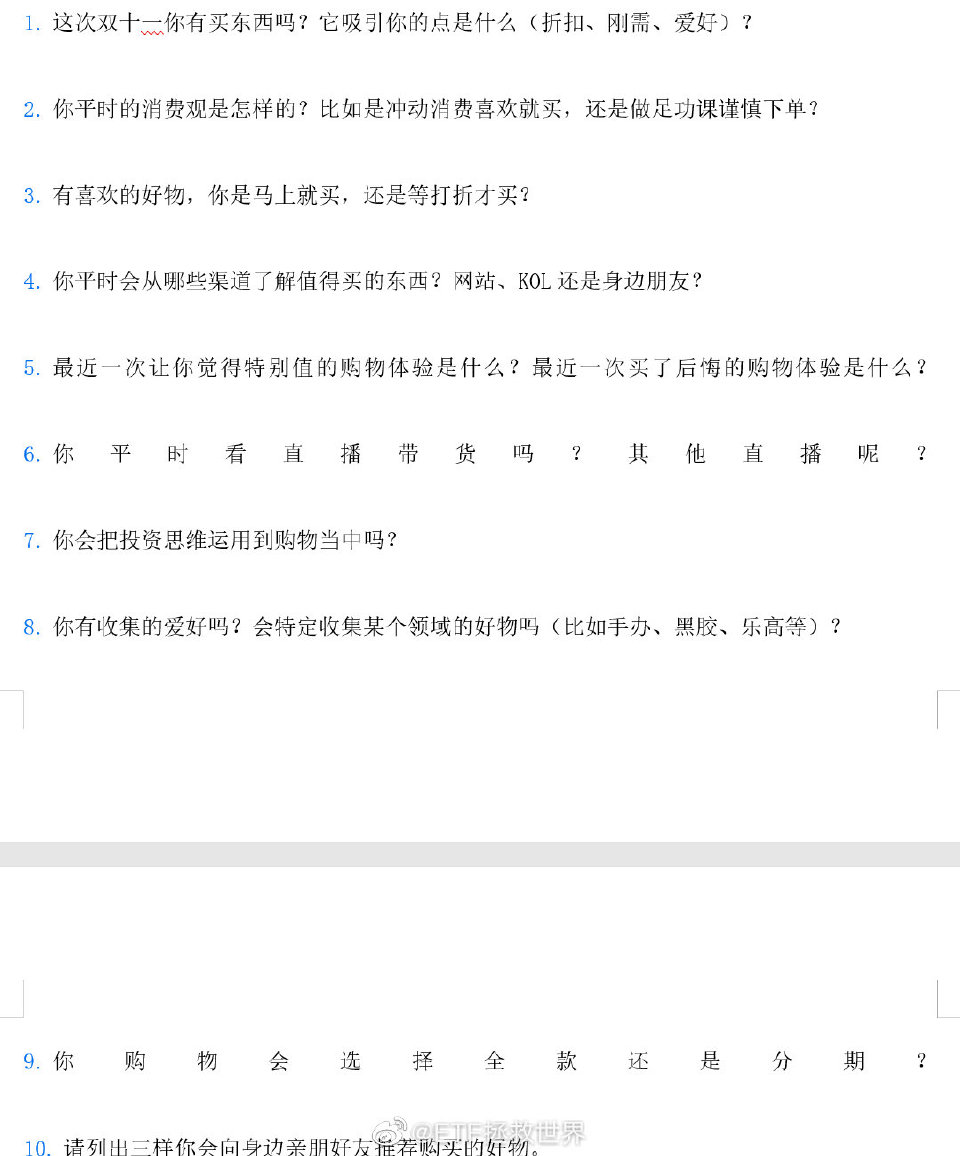 1. 这次双十一你有买东西吗？它吸引你的点是什么（折扣、刚需、爱好）？
2. 你平时的消费观是怎样的？比如是冲动消费喜欢就买，还是做足功课谨慎下单？
3. 有喜欢的好物，你是马上就买，还是等打折才买？
4. 你平时会从哪些渠道了解值得买的东西？网站、KOL 还是身边朋友？
5. 最近一次让你觉得特别值的购物体验是什么？最近一次买了后悔的购物体验是什么？
6. 你平时看直播带货吗？其他直播呢？
7. 你会把投资思维运用到购物当中吗？
8. 你有收集的爱好吗？会特定收集某个领域的好物吗（比如手办、黑胶、乐高等）？
9. 你购物会选择全款还是分期？
10. 请列出三样你会向身边亲朋好友推荐购买的好物。
@ETF拯救世界